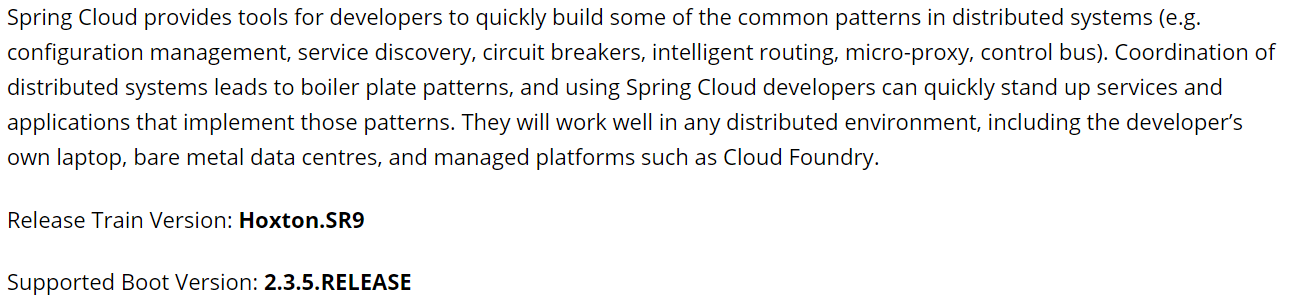 Spring Cloud provides tools for developers to quickly build some of the common patterns in distributed systems (e.g.
configuration management, service discovery, circuit breakers, intelligent routing, micro-proxy, control bus). Coordination of
distributed systems leads to boiler plate patterns, and using Spring Cloud developers can quickly stand up services and
applications that implement those patterns. They will work well in any distributed environment, including the developer’s
own laptop, bare metal data centres, and managed platforms such as Cloud Foundry.
Release Train Version: Hoxton.SR9
Supported Boot Version: 2.3.5.RELEASE